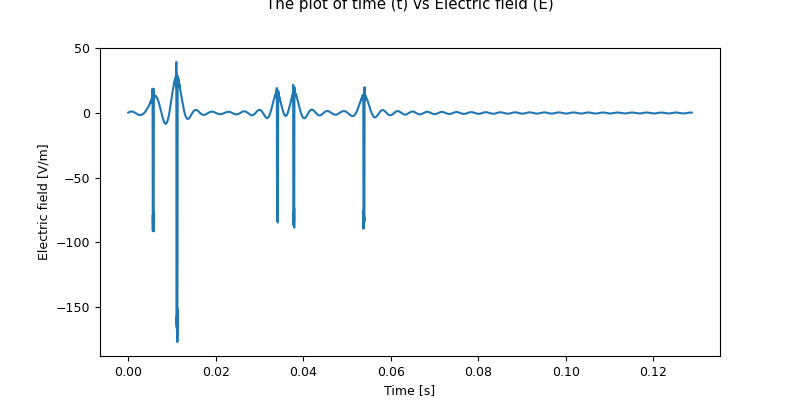 The plot of time (t) vs Electric field (E)
50
0
−50
−100
−150
Electric field [V/m]
0.00 0.02 0.04 0.06 0.08 0.10 0.12
Time [s]